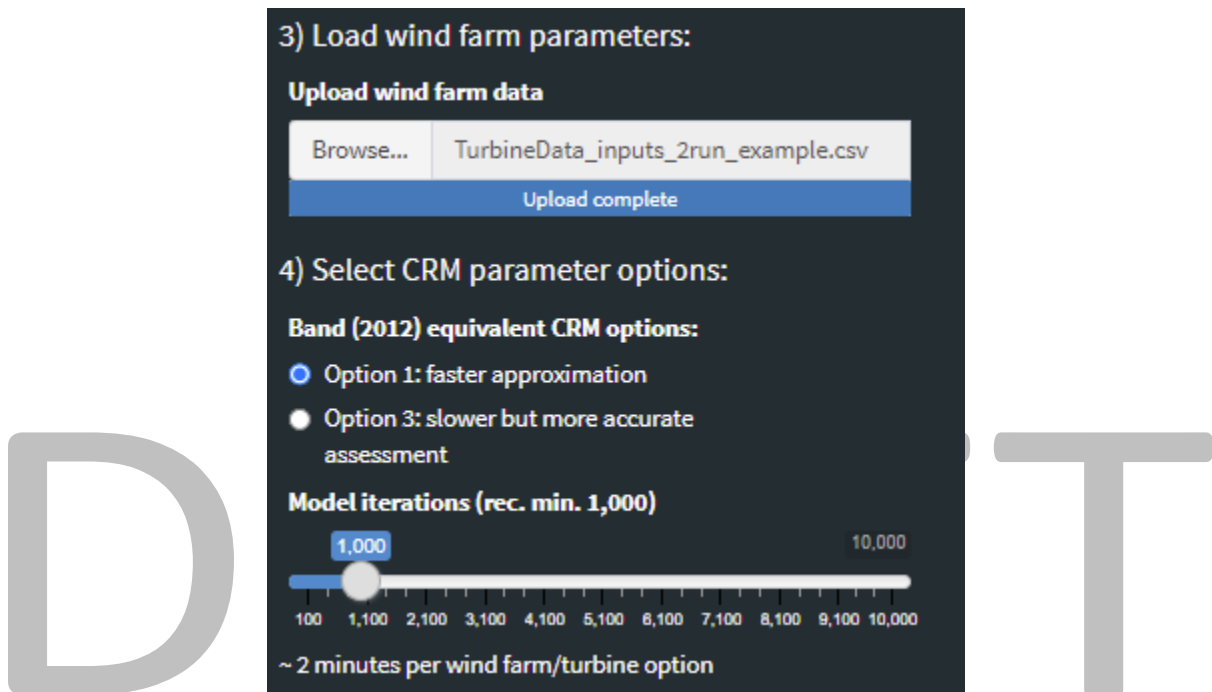 3) Load wind farm parameters:
Upload wind farm data
Browse... TurbineData_inputs_2run_example.csv
Upload complete
4) Select CRM parameter options:
Band (2012) equivalent CRM options:
Option 1: faster approximation
Option 3: slower but more accurate
assessment
Model iterations (rec. min. 1,000)
1,000 10,000
100 1,100 2,100 3,100 4,100 5,100 6,100 7,100 8,100 9,100 10,000
~ 2 minutes per wind farm/turbine option
D T